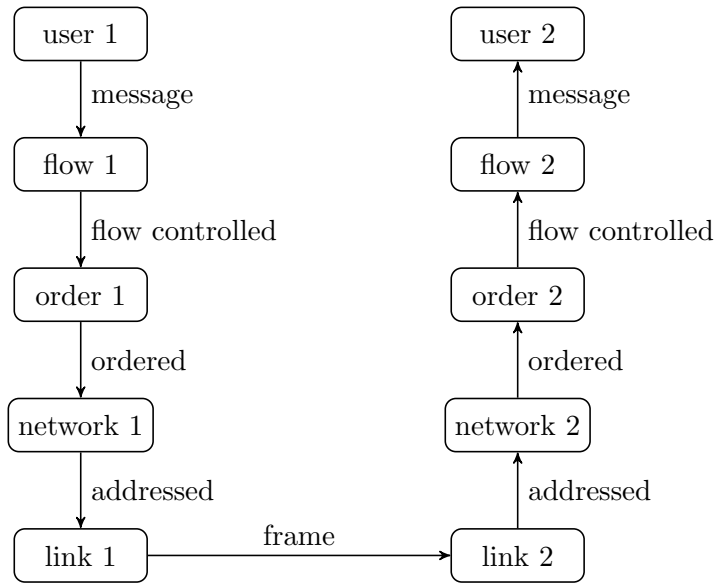 user 1
user 2
message
message
flow 1
flow 2
flow controlled
flow controlled
order 1
order 2
ordered
ordered
network 1
network 2
addressed
addressed
frame
link 1
link 2